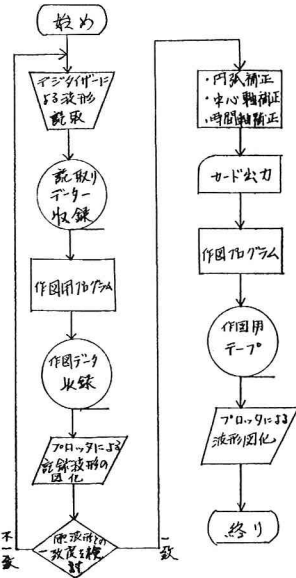 始め
デジタイザーに
よる波形
読取
読取り
データー
収録
作図用プログラム
作図データ
収録
プロッタによる
記録波形の
図化
原波形との
一致度を検
討
不一致
一致
・円弧補正
・中心軸補正
・時間軸補正
カード出力
作図プログラム
作図用
テープ
プロッタによる
波形図化
終り